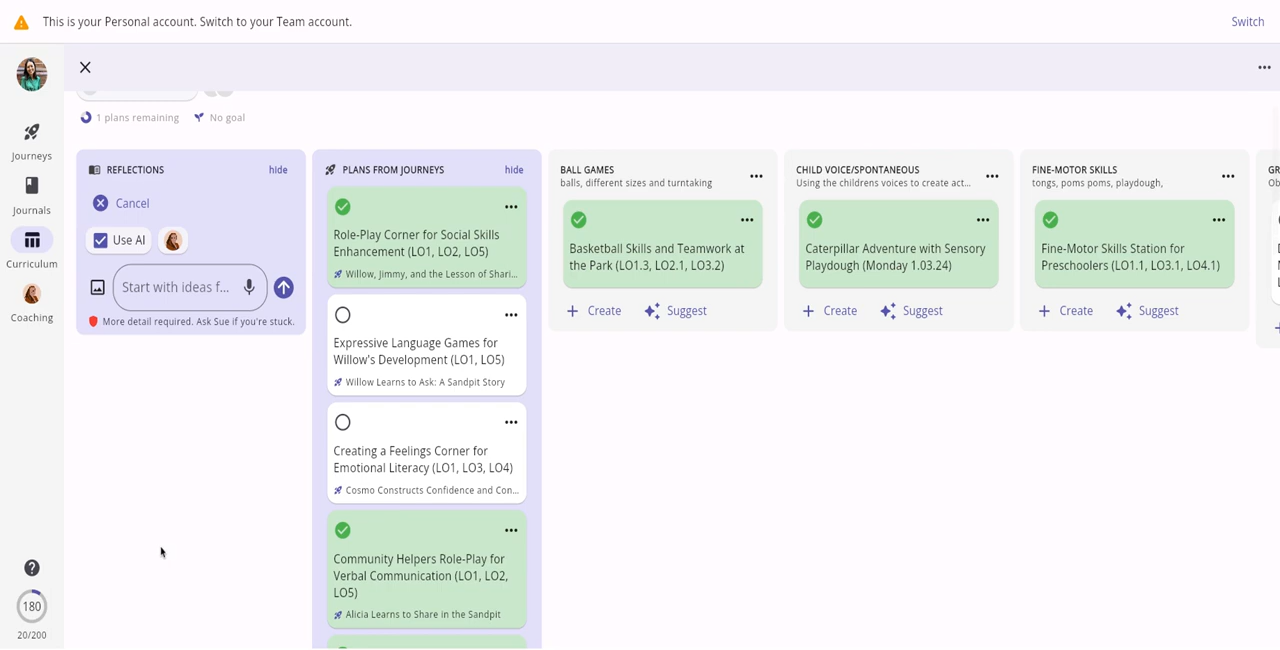 This is your Personal account. Switch to your Team account.
Switch
Journeys
Journals
Curriculum
Coaching
180
20/200
1 plans remaining
No goal
REFLECTIONS
hide
Cancel
Use AI
Start with ideas f...
More detail required. Ask Sue if you're stuck.
PLANS FROM JOURNEYS
hide
Role-Play Corner for Social Skills
Enhancement (LO1, LO2, LO5)
Willow, Jimmy, and the Lesson of Shari...
Expressive Language Games for
Willow's Development (LO1, LO5)
Willow Learns to Ask: A Sandpit Story
Creating a Feelings Corner for
Emotional Literacy (LO1, LO3, LO4)
Cosmo Constructs Confidence and Con...
Community Helpers Role-Play for
Verbal Communication (LO1, LO2,
LO5)
Alicia Learns to Share in the Sandpit
BALL GAMES
balls, different sizes and turntaking
Basketball Skills and Teamwork at
the Park (LO1.3, LO2.1, LO3.2)
Create
Suggest
CHILD VOICE/SPONTANEOUS
Using the childrens voices to create act...
Caterpillar Adventure with Sensory
Playdough (Monday 1.03.24)
Create
Suggest
FINE-MOTOR SKILLS
tongs, poms poms, playdough,
Fine-Motor Skills Station for
Preschoolers (LO1.1, LO3.1, LO4.1)
Create
Suggest
GR
Ob